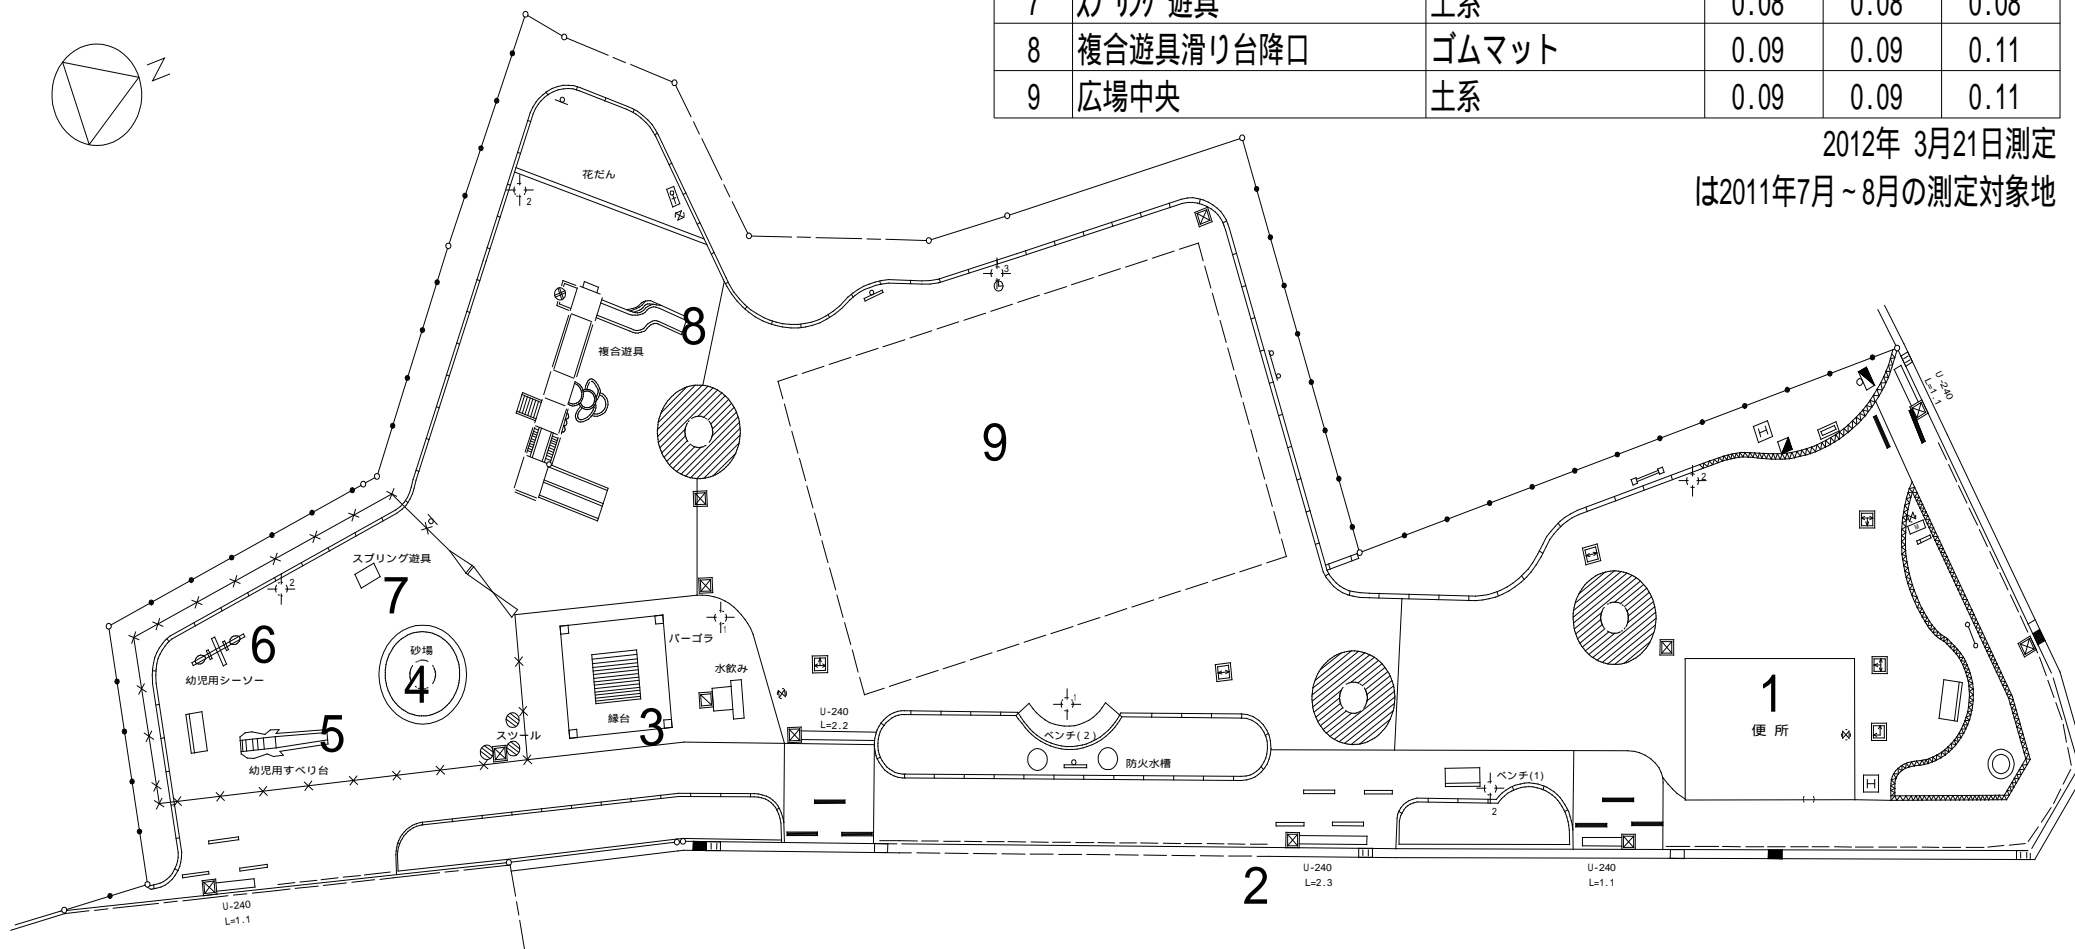 7 ｽﾌﾟﾘﾝｸﾞ遊具 土系 0.08 0.08 0.08
8 複合遊具滑り台降口 ゴムマット 0.09 0.09 0.11
9 広場中央 土系 0.09 0.09 0.11
2012年 3月21日測定
は2011年7月~8月の測定対象地
N
花だん
2
3
8
複合遊具
9
U-240
L=1.1
2
スプリング遊具
7
2
6
幼児用シーソー
砂場
4
パーゴラ
1
水飲み
縁台
3
5
幼児用すべり台
スツール
U-240
L=2.2
1
ベンチ(2)
防火水槽
ベンチ(1)
2
1
便所
H
H
2
U-240
L=2.3
U-240
L=1.1
U-240
L=1.1